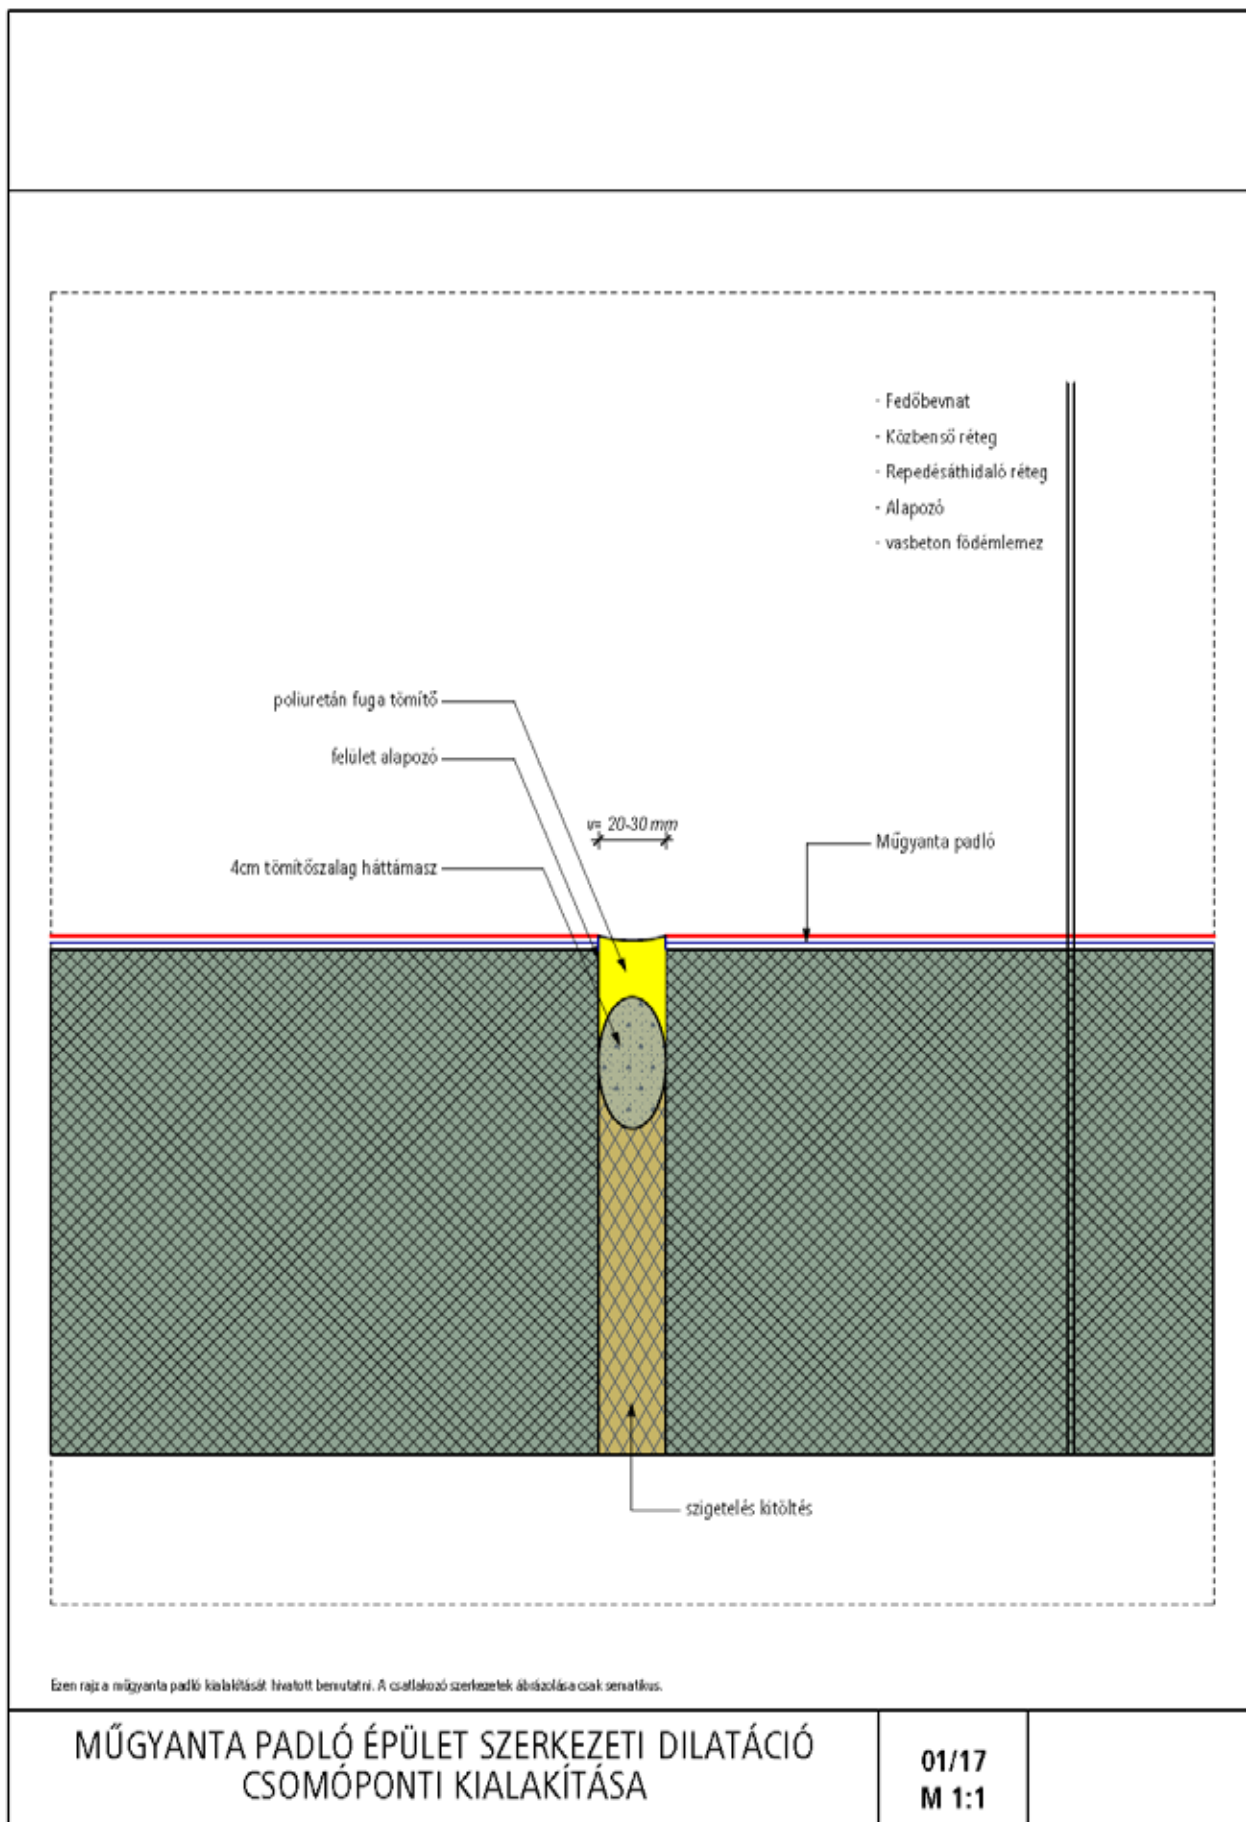 - Fedőbevnat
- Közbenső réteg
- Repedésáthidaló réteg
- Alapozó
- vasbeton födémlemez
poliuretán fuga tömítő
felület alapozó
v= 20-30 mm
4cm tömítőszalag háttámasz
Műgyanta padló
szigetelés kitöltés
Ezen rajz a műgyanta padló kialakítását hivatott bemutatni. A csatlakozó szerkezetek ábrázolása csak sematikus.
MŰGYANTA PADLÓ ÉPÜLET SZERKEZETI DILATÁCIÓ
CSOMÓPONTI KIALAKÍTÁSA
01/17
M 1:1